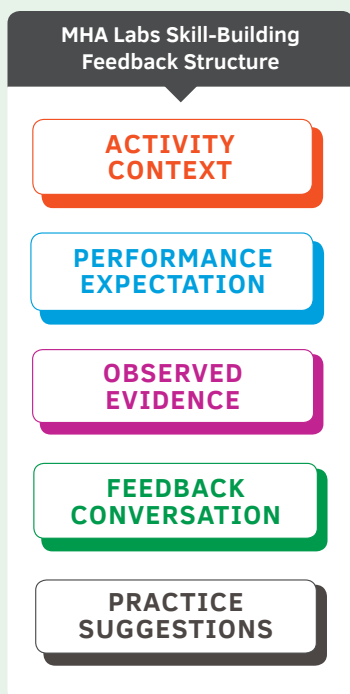 MHA Labs Skill-Building
Feedback Structure
ACTIVITY
CONTEXT
PERFORMANCE
EXPECTATION
OBSERVED
EVIDENCE
FEEDBACK
CONVERSATION
PRACTICE
SUGGESTIONS